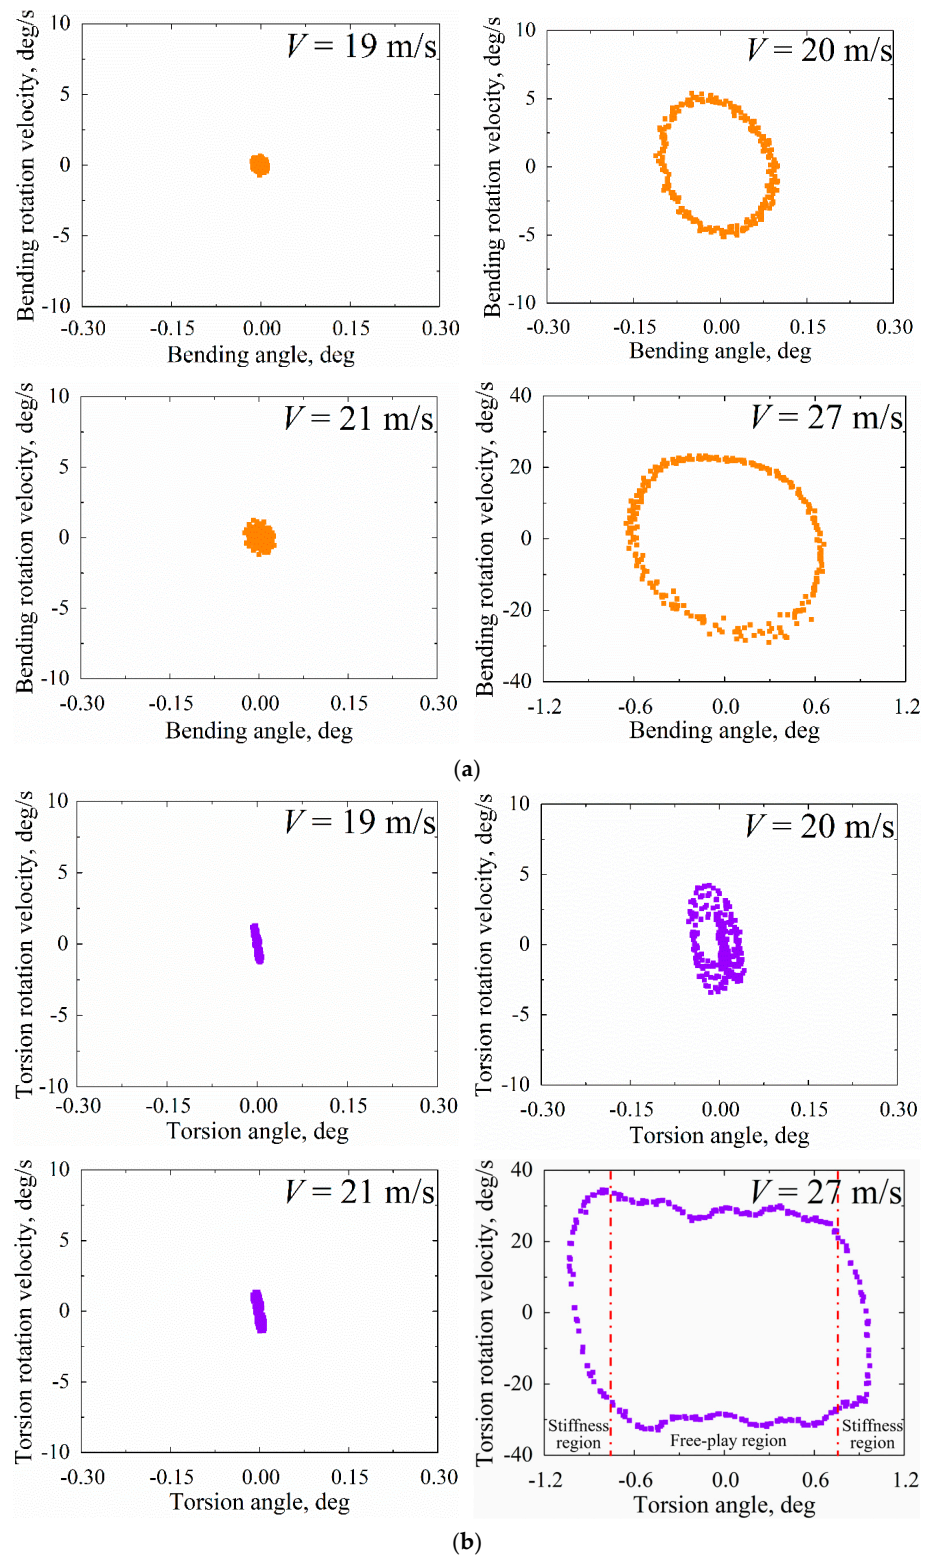 V = 19 m/s
Bending rotation velocity, deg/s
10
5
0
-5
-10
-0.30 -0.15 0.00 0.15 0.30
Bending angle, deg
V = 20 m/s
Bending rotation velocity, deg/s
10
5
0
-5
-10
-0.30 -0.15 0.00 0.15 0.30
Bending angle, deg
V = 21 m/s
Bending rotation velocity, deg/s
10
5
0
-5
-10
-0.30 -0.15 0.00 0.15 0.30
Bending angle, deg
V = 27 m/s
Bending rotation velocity, deg/s
40
20
0
-20
-40
-1.2 -0.6 0.0 0.6 1.2
Bending angle, deg
(a)
V = 19 m/s
Torsion rotation velocity, deg/s
10
5
0
-5
-10
-0.30 -0.15 0.00 0.15 0.30
Torsion angle, deg
V = 20 m/s
Torsion rotation velocity, deg/s
10
5
0
-5
-10
-0.30 -0.15 0.00 0.15 0.30
Torsion angle, deg
V = 21 m/s
Torsion rotation velocity, deg/s
10
5
0
-5
-10
-0.30 -0.15 0.00 0.15 0.30
Torsion angle, deg
V = 27 m/s
Torsion rotation velocity, deg/s
40
20
0
-20
-40
Stiffness
region
Free-play region
Stiffness
region
-1.2 -0.6 0.0 0.6 1.2
Torsion angle, deg
(b)